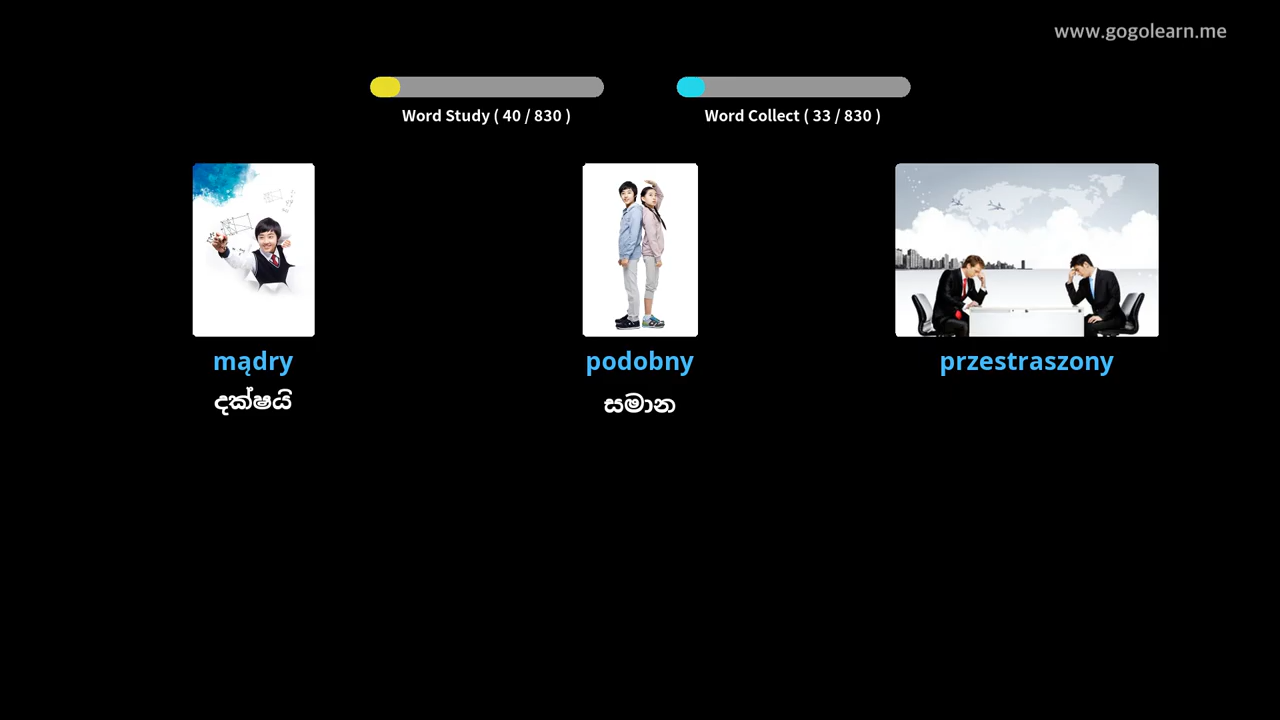 www.gogolearn.me
Word Study ( 40 / 830 )
Word Collect ( 33 / 830 )
mądry
podobny
przestraszony
දක්ෂයි
සමාන